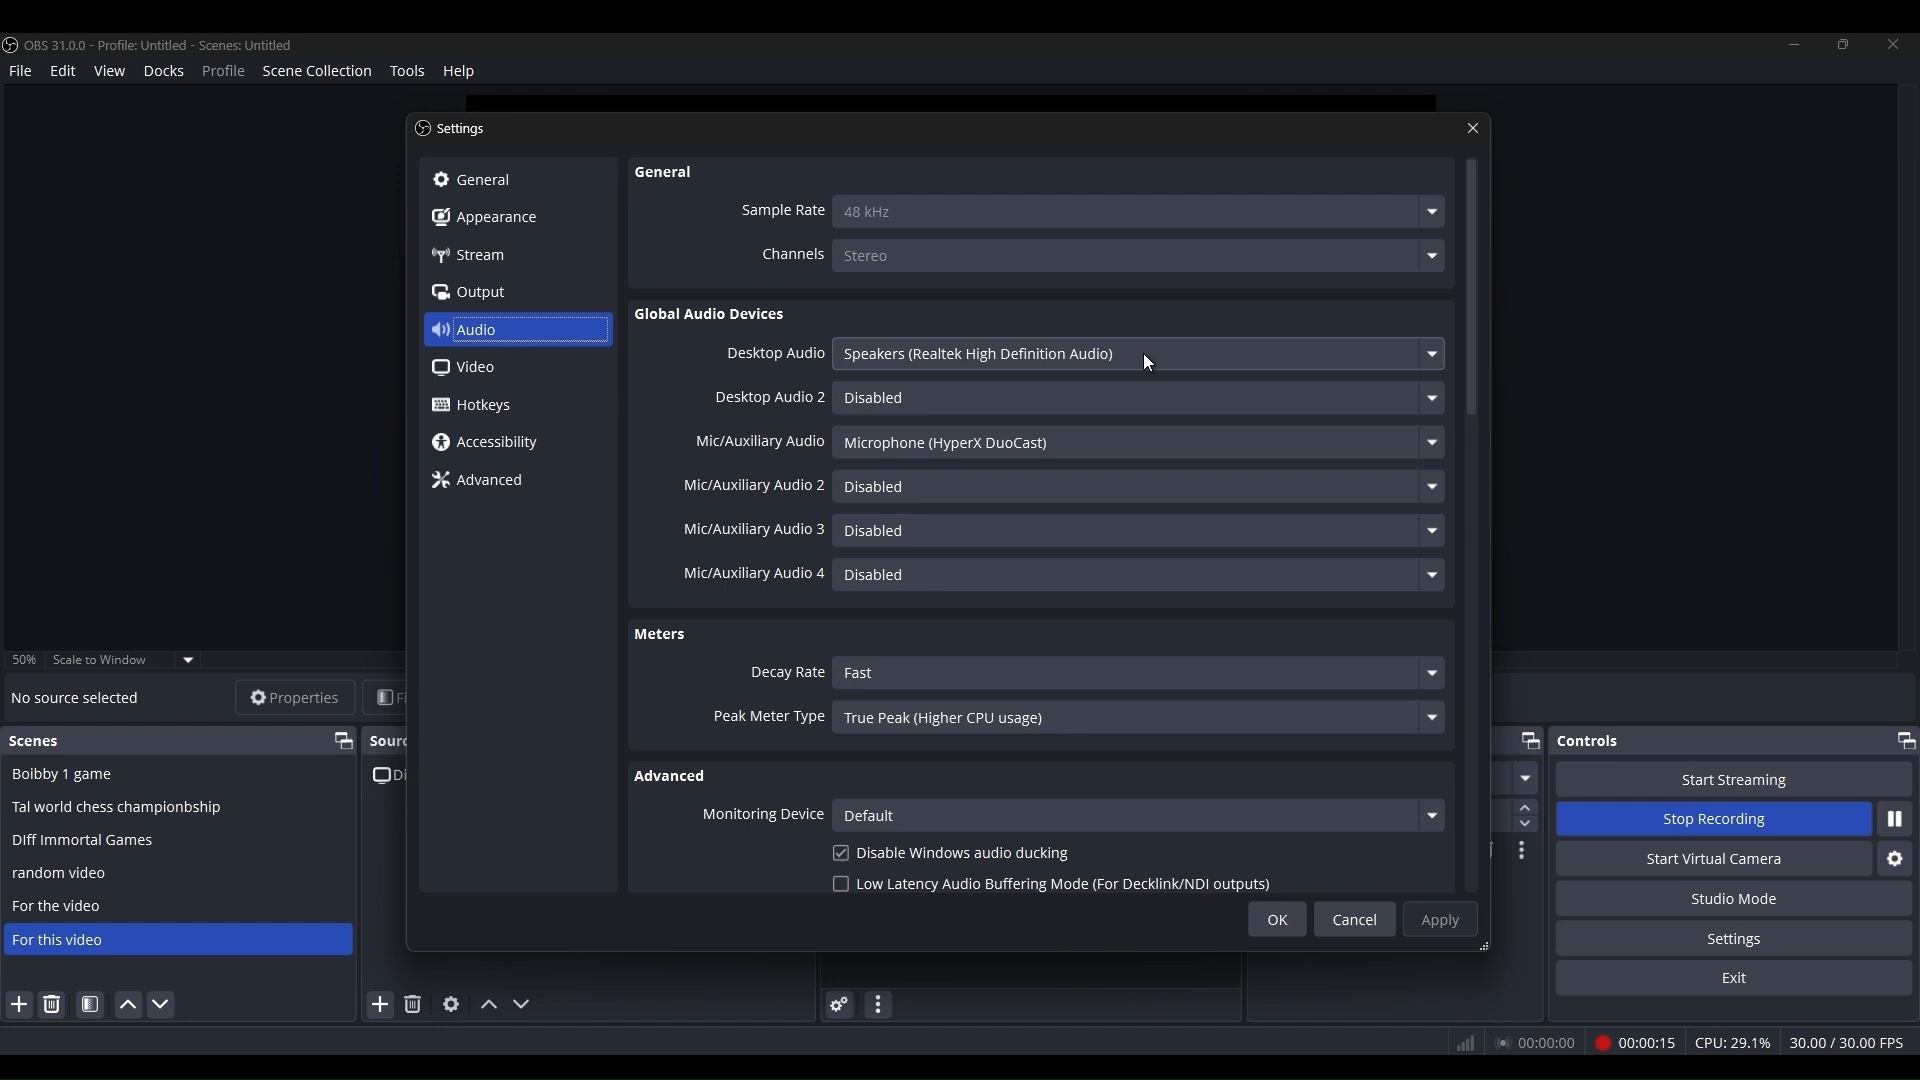 OBS 31.0.0 - Profile: Untitled - Scenes: Untitled
File Edit View Docks Profile Scene Collection Tools Help
Settings
General
Appearance
Stream
Output
Audio
Video
Hotkeys
Accessibility
Advanced
General
Sample Rate 48 kHz
Channels Stereo
Global Audio Devices
Desktop Audio Speakers (Realtek High Definition Audio)
Desktop Audio 2 Disabled
Mic/Auxiliary Audio Microphone (HyperX DuoCast)
Mic/Auxiliary Audio 2 Disabled
Mic/Auxiliary Audio 3 Disabled
Mic/Auxiliary Audio 4 Disabled
Meters
Decay Rate Fast
Peak Meter Type True Peak (Higher CPU usage)
Advanced
Monitoring Device Default
Disable Windows audio ducking
Low Latency Audio Buffering Mode (For Decklink/NDI outputs)
OK Cancel Apply
50% Scale to Window
No source selected Properties Fi
Scenes
Boibby 1 game
Tal world chess championbship
DIff Immortal Games
random video
For the video
For this video
Sourc
Di
Controls
Start Streaming
Stop Recording
Start Virtual Camera
Studio Mode
Settings
Exit
00:00:00 00:00:15 CPU: 29.1% 30.00 / 30.00 FPS